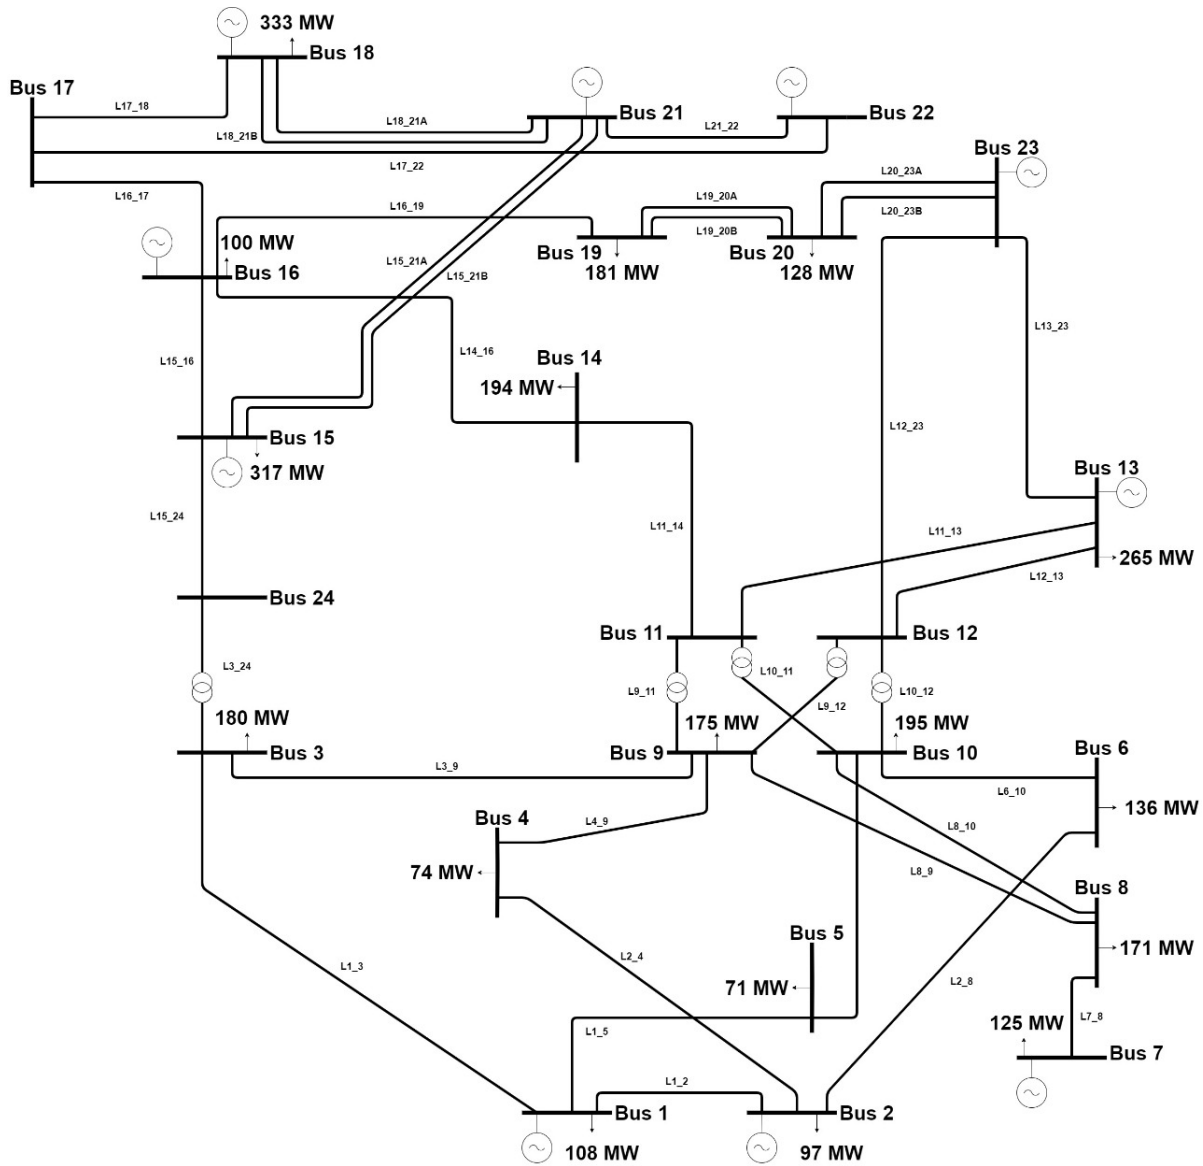 333 MW
Bus 18
Bus 17
L17_18
L18_21A
Bus 21
L21_22
Bus 22
L18_21B
L17_22
Bus 23
L20_23A
L16_17
L19_20A
L16_19
L20_23B
L19_20B
100 MW
Bus 19
Bus 20
L15_21A
Bus 16
181 MW
128 MW
L15_21B
L13_23
L14_16
Bus 14
L15_16
194 MW
L12_23
Bus 15
317 MW
Bus 13
L15_24
L11_14
L11_13
265 MW
L12_13
Bus 24
Bus 11
Bus 12
L3_24
L10_11
L9_11
L10_12
L9_12
180 MW
175 MW
195 MW
Bus 3
Bus 9
Bus 10
Bus 6
L3_9
L6_10
136 MW
Bus 4
L4_9
L8_10
74 MW
L8_9
Bus 8
Bus 5
171 MW
L2_4
L1_3
71 MW
L2_8
L7_8
125 MW
L1_5
Bus 7
L1_2
Bus 1
Bus 2
108 MW
97 MW